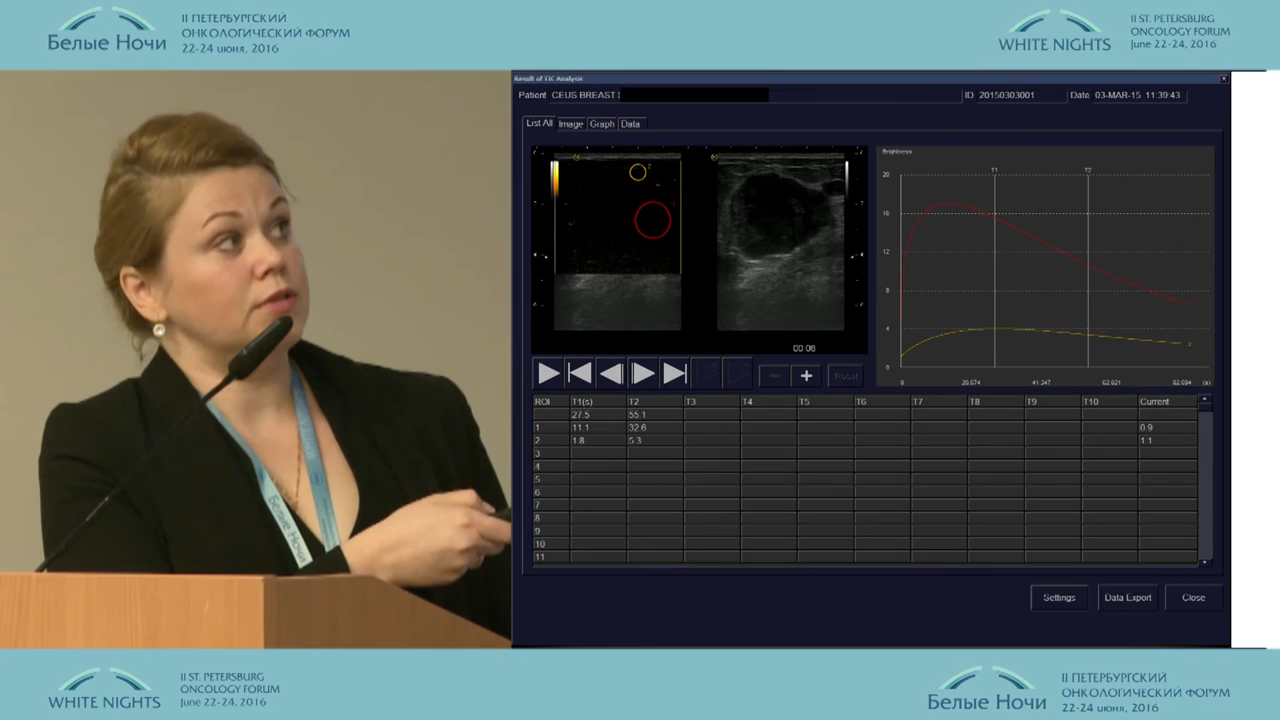 Белые Ночи
II ПЕТЕРБУРГСКИЙ
ОНКОЛОГИЧЕСКИЙ ФОРУМ
22-24 июня, 2016
WHITE NIGHTS
II ST. PETERSBURG
ONCOLOGY FORUM
June 22-24, 2016
Result of TIC Analysis
Patient CEUS BREAST
ID 20150303001
Date 03-MAR-15 11:39:43
List All Image Graph Data
00:06
Brightness
T1 T2
20
16
12
8
4
0
0 20.674 41.347 62.021 82.694 (s)
ROI T1(s) T2 T3 T4 T5 T6 T7 T8 T9 T10 Current
27.5 55.1
1 11.1 32.6 0.9
2 1.8 5.3 1.1
3
4
5
6
7
8
9
10
11
Settings Data Export Close
Белые Ночи
WHITE NIGHTS
II ST. PETERSBURG
ONCOLOGY FORUM
June 22-24, 2016
Белые Ночи
II ПЕТЕРБУРГСКИЙ
ОНКОЛОГИЧЕСКИЙ ФОРУМ
22-24 июня, 2016